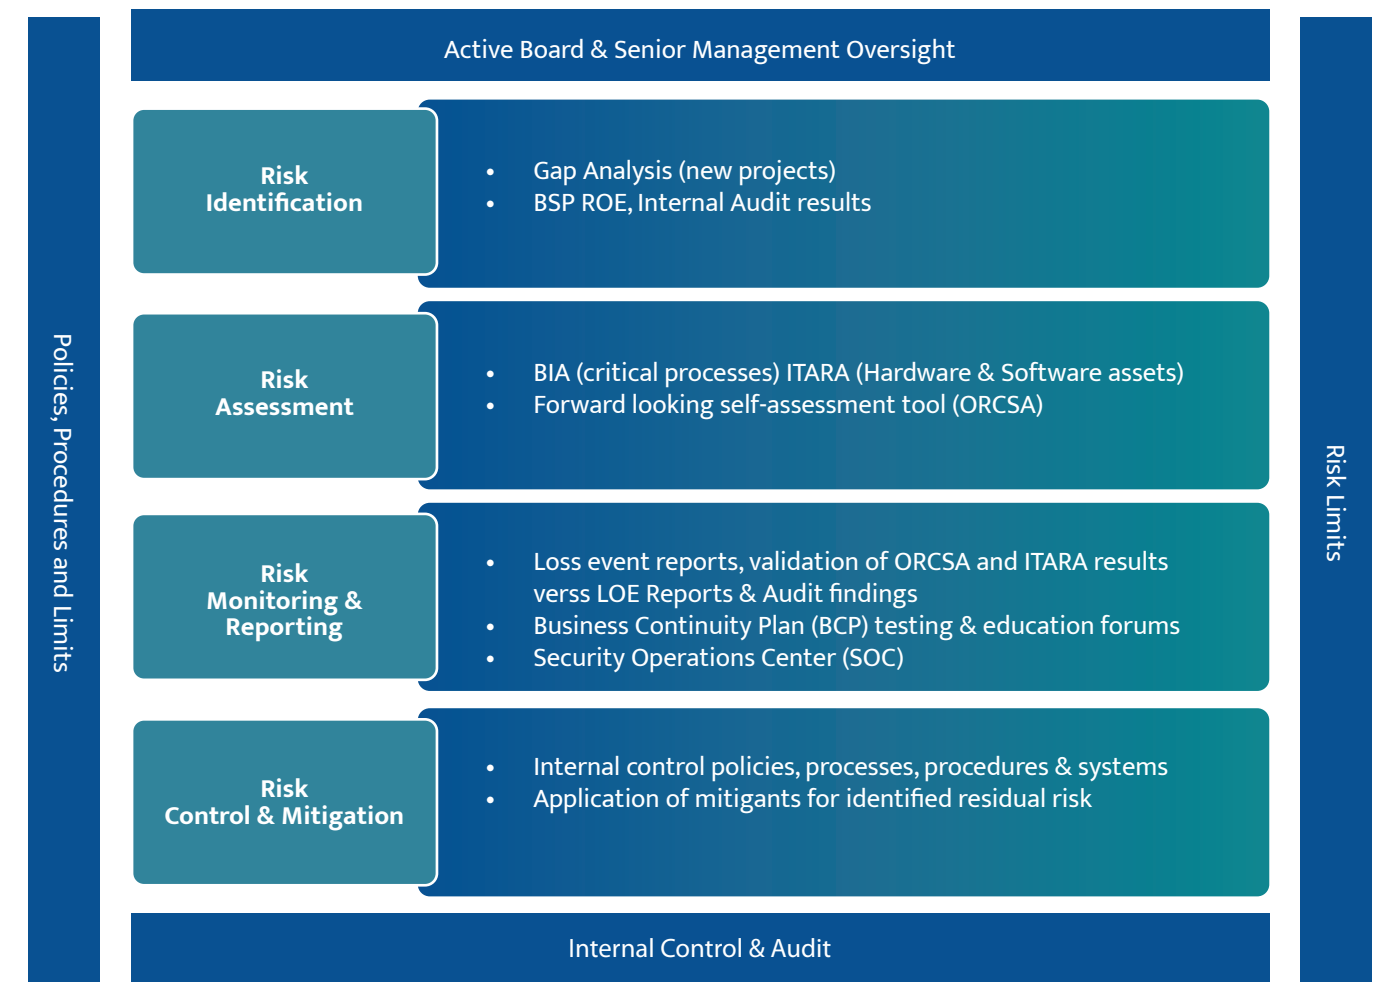 Active Board & Senior Management Oversight
Policies, Procedures and Limits
Risk
Identification
• Gap Analysis (new projects)
• BSP ROE, Internal Audit results
Risk
Assessment
• BIA (critical processes) ITARA (Hardware & Software assets)
• Forward looking self-assessment tool (ORCSA)
Risk
Monitoring &
Reporting
• Loss event reports, validation of ORCSA and ITARA results
verss LOE Reports & Audit findings
• Business Continuity Plan (BCP) testing & education forums
• Security Operations Center (SOC)
Risk
Control & Mitigation
• Internal control policies, processes, procedures & systems
• Application of mitigants for identified residual risk
Risk Limits
Internal Control & Audit